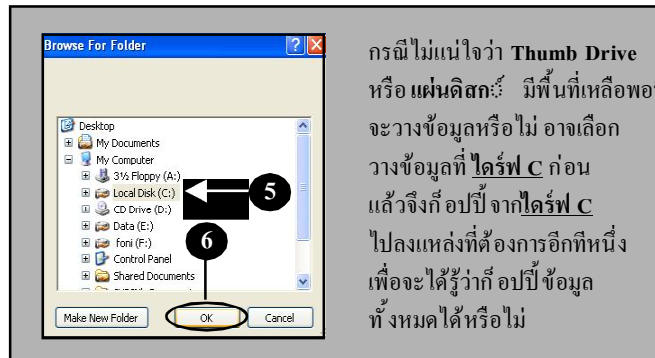 Browse For Folder
Desktop
My Documents
My Computer
3½ Floppy (A:)
Local Disk (C:)
5
CD Drive (D:)
Data (E:)
foni (F:)
6
Control Panel
Shared Documents
Make New Folder
OK
Cancel
กรณีไม่แน่ใจว่า Thumb Drive
หรือ แผ่นดิสก์ มีพื้นที่เหลือพอ
จะวางข้อมูลหรือไม่ อาจเลือก
วางข้อมูลที่ ไดร์ฟ C ก่อน
แล้วจึงก็อปปี้ จากไดร์ฟ C
ไปลงแหล่งที่ต้องการอีกทีหนึ่ง
เพื่อจะได้รู้ว่าก็อปปี้ ข้อมูล
ทั้งหมดได้หรือไม่